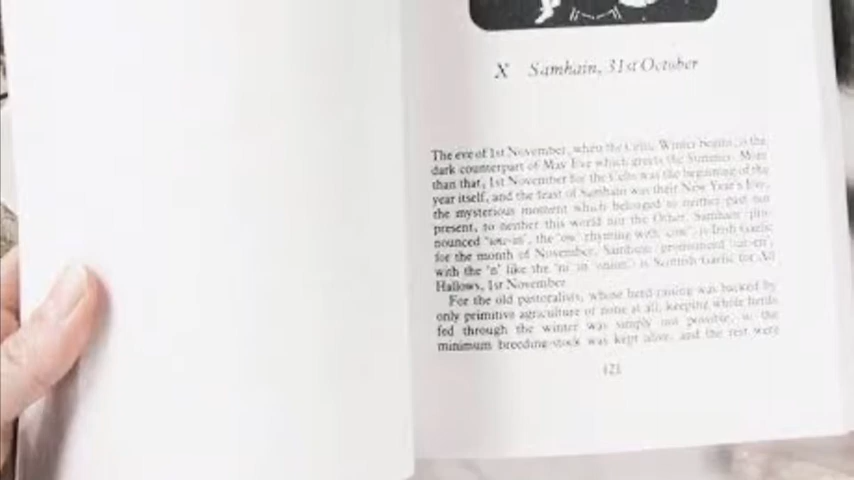 X Samhain, 31st October
The eve of 1st November, when the Celtic Winter begins, is the
dark counterpart of May Eve which greets the Summer. More
than that, 1st November for the Celts was the beginning of the
year itself, and the feast of Samhain was their New Year's Eve,
the mysterious moment which belonged to neither past nor
present, to neither this world nor the Other. Samhain (pro-
nounced 'sow-in', the 'ow' rhyming with 'cow') is Irish Gaelic
for the month of November; Samhuin (pronounced
with the 'n' like the 'ni' in 'onion') is Scottish Gaelic for All
Hallows, 1st November.
For the old pastoralists, whose herd-raising was backed by
only primitive agriculture or none at all, keeping whole herds
fed through the winter was simply not possible, so the
minimum breeding-stock was kept alive, and the rest were
121